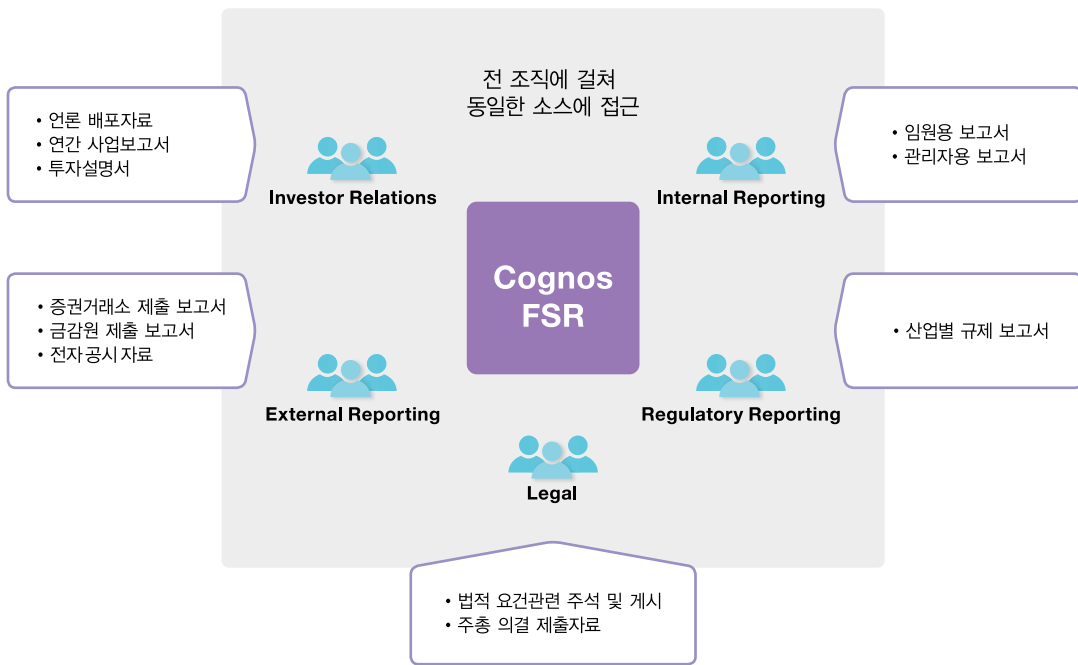 전 조직에 걸쳐
동일한 소스에 접근
• 언론 배포자료
• 연간 사업보고서
• 투자설명서
Investor Relations
• 임원용 보고서
• 관리자용 보고서
Internal Reporting
Cognos
FSR
• 증권거래소 제출 보고서
• 금감원 제출 보고서
• 전자공시자료
External Reporting
• 산업별 규제 보고서
Regulatory Reporting
Legal
• 법적 요건관련 주석 및 게시
• 주총 의결 제출자료